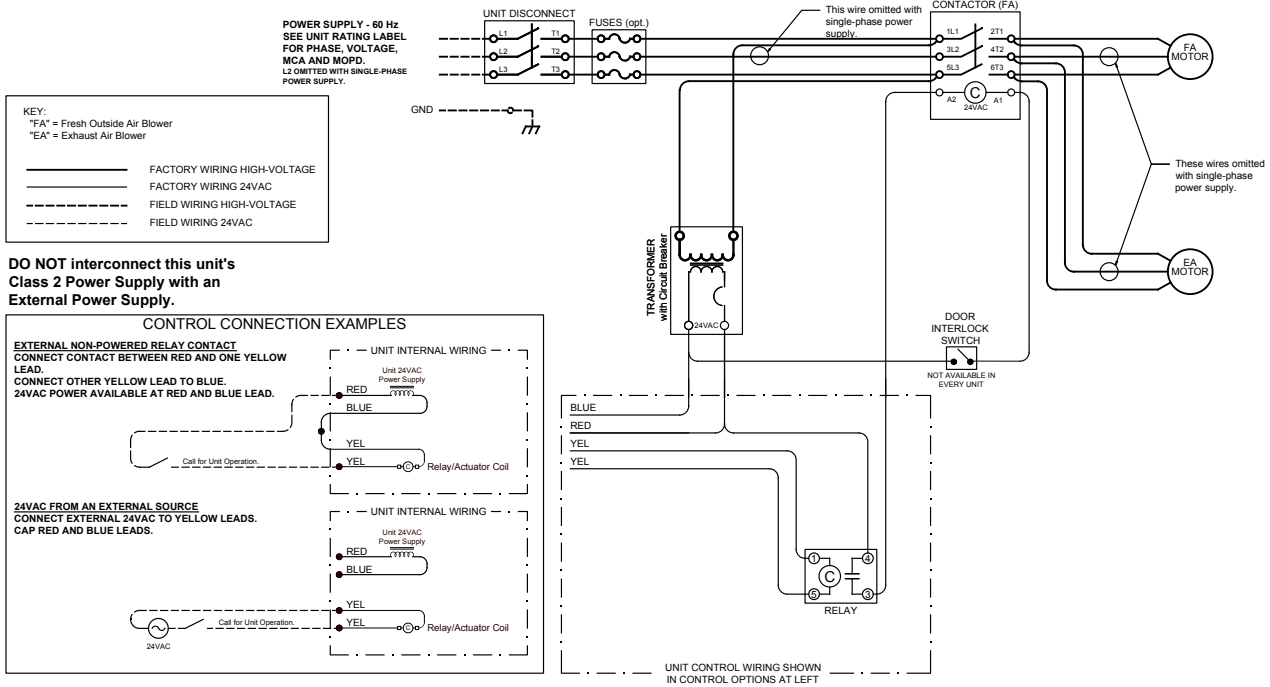 POWER SUPPLY - 60 Hz
SEE UNIT RATING LABEL
FOR PHASE, VOLTAGE,
MCA AND MOPD.
L2 OMITTED WITH SINGLE-PHASE
POWER SUPPLY.
UNIT DISCONNECT
L1
T1
L2
T2
L3
T3
FUSES (opt.)
This wire omitted
with single-phase
power supply.
CONTACTOR (FA)
1L1
2T1
3L2
4T2
5L3
6T3
A2
C
A1
24VAC
FA
MOTOR
GND
KEY:
"FA" = Fresh Outside Air Blower
"EA" = Exhaust Air Blower
FACTORY WIRING HIGH-VOLTAGE
FACTORY WIRING 24VAC
FIELD WIRING HIGH-VOLTAGE
FIELD WIRING 24VAC
These wires omitted
with single-phase
power supply.
EA
MOTOR
TRANSFORMER
with Circuit Breaker
24VAC
DOOR
INTERLOCK
SWITCH
NOT AVAILABLE IN
EVERY UNIT
DO NOT interconnect this unit's
Class 2 Power Supply with an
External Power Supply.
CONTROL CONNECTION EXAMPLES
EXTERNAL NON-POWERED RELAY CONTACT
CONNECT CONTACT BETWEEN RED AND ONE YELLOW
LEAD.
CONNECT OTHER YELLOW LEAD TO BLUE.
24VAC POWER AVAILABLE AT RED AND BLUE LEAD.
UNIT INTERNAL WIRING
Unit 24VAC
Power Supply
RED
BLUE
YEL
YEL
Call for Unit Operation.
C
Relay/Actuator Coil
24VAC FROM AN EXTERNAL SOURCE
CONNECT EXTERNAL 24VAC TO YELLOW LEADS.
CAP RED AND BLUE LEADS.
UNIT INTERNAL WIRING
Unit 24VAC
Power Supply
RED
BLUE
YEL
YEL
Call for Unit Operation.
C
Relay/Actuator Coil
24VAC
BLUE
RED
YEL
YEL
1
4
C
5
3
RELAY
UNIT CONTROL WIRING SHOWN
IN CONTROL OPTIONS AT LEFT